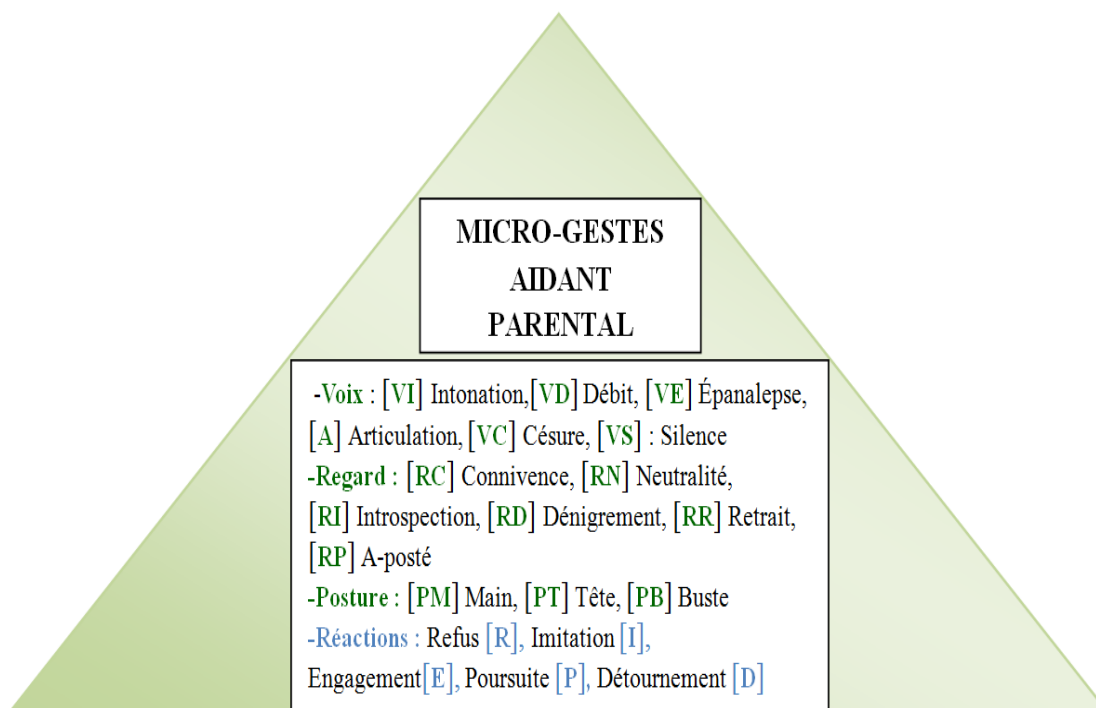 MICRO-GESTES
AIDANT
PARENTAL
-Voix : [VI] Intonation,[VD] Débit, [VE] Épanalepse,
[A] Articulation, [VC] Césure, [VS] : Silence
-Regard : [RC] Connivence, [RN] Neutralité,
[RI] Introspection, [RD] Dénigrement, [RR] Retrait,
[RP] A-posté
-Posture : [PM] Main, [PT] Tête, [PB] Buste
-Réactions : Refus [R], Imitation [I],
Engagement[E], Poursuite [P], Détournement [D]